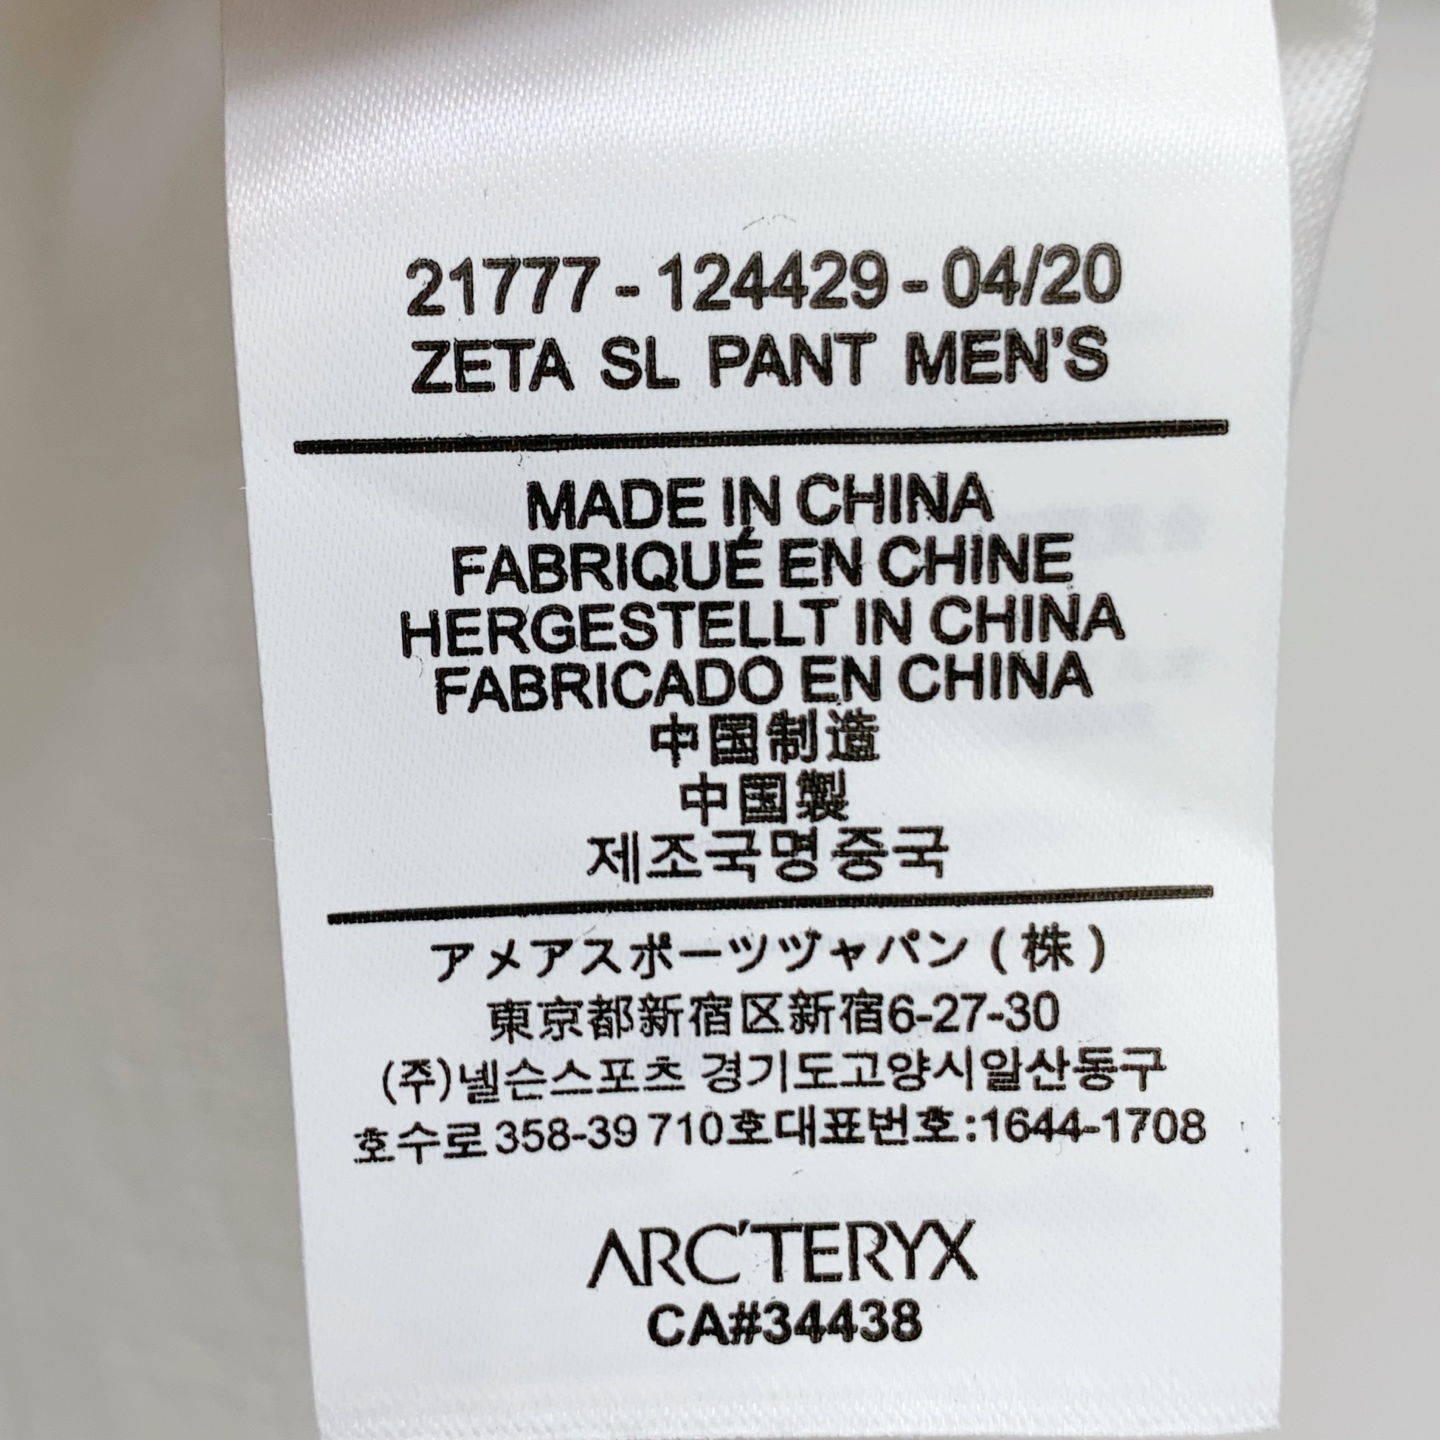 21777 - 124429 - 04/20
ZETA SL PANT MEN'S
MADE IN CHINA
FABRIQUÉ EN CHINE
HERGESTELLT IN CHINA
FABRICADO EN CHINA
中国制造
中国製
제조국명중국
アメアスポーツヅャパン (株)
東京都新宿区新宿6-27-30
(주)넬슨스포츠 경기도고양시일산동구
호수로 358-39 710호대표번호:1644-1708
ARC'TERYX
CA#34438